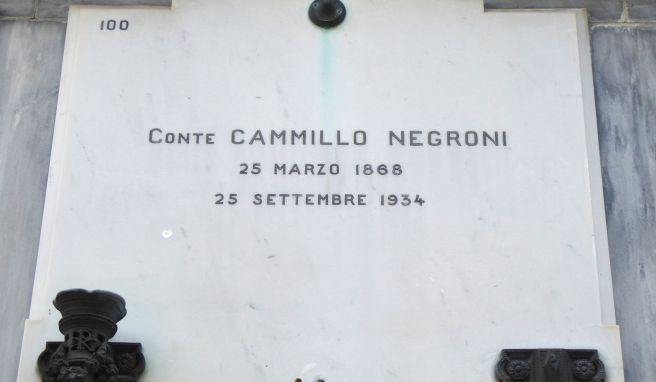 100
CONTE CAMMILLO NEGRONI
25 MARZO 1868
25 SETTEMBRE 1934